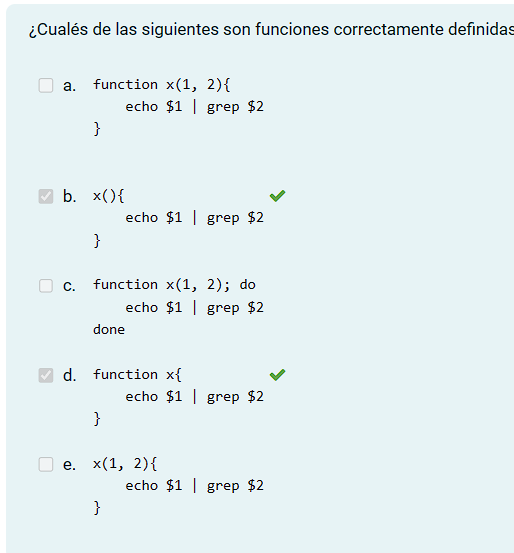 ¿Cualés de las siguientes son funciones correctamente definidas
a. function x(1, 2){
echo $1 | grep $2
}
b. x(){
echo $1 | grep $2
}
c. function x(1, 2); do
echo $1 | grep $2
done
d. function x{
echo $1 | grep $2
}
e. x(1, 2){
echo $1 | grep $2
}